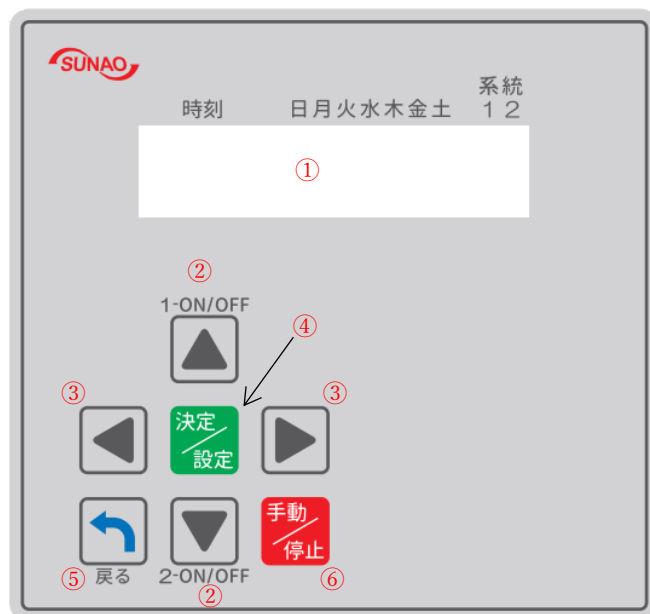 SUNAO
系統
時刻 日月火水木金土 1 2
①
②
1-ON/OFF
④
③ ③
決定
設定
手動
停止
⑤ 戻る 2-ON/OFF ⑥
②